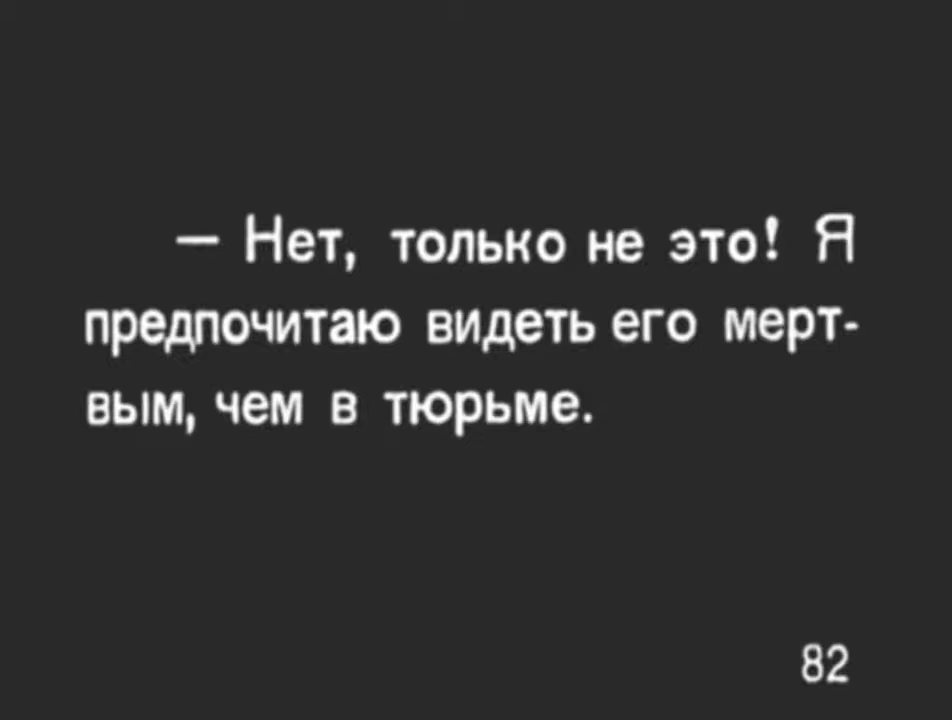 — Нет, только не это! Я
предпочитаю видеть его мерт-
вым, чем в тюрьме.
82